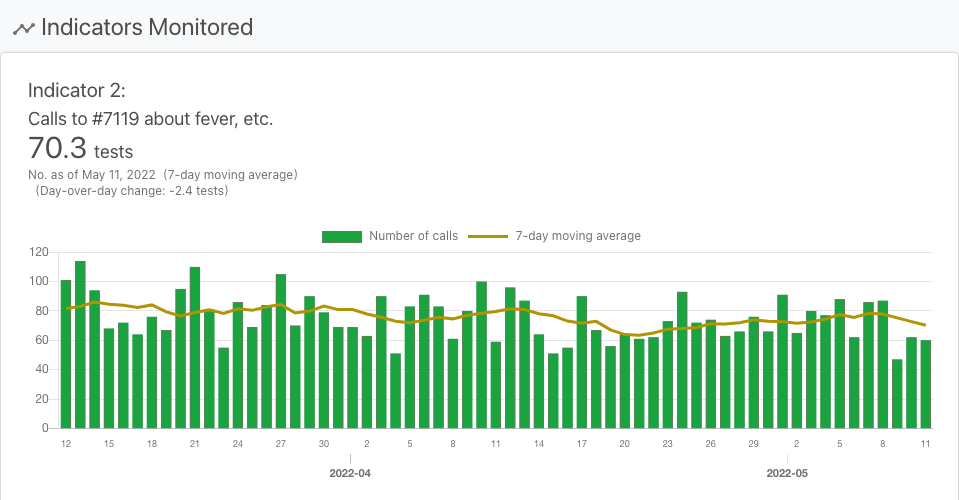 Indicators Monitored
Indicator 2:
Calls to #7119 about fever, etc.
70.3 tests
No. as of May 11, 2022 (7-day moving average)
(Day-over-day change: -2.4 tests)
Number of calls 7-day moving average
120
100
80
60
40
20
0
12 15 18 21 24 27 30 2 5 8 11 14 17 20 23 26 29 2 5 8 11
2022-04 2022-05